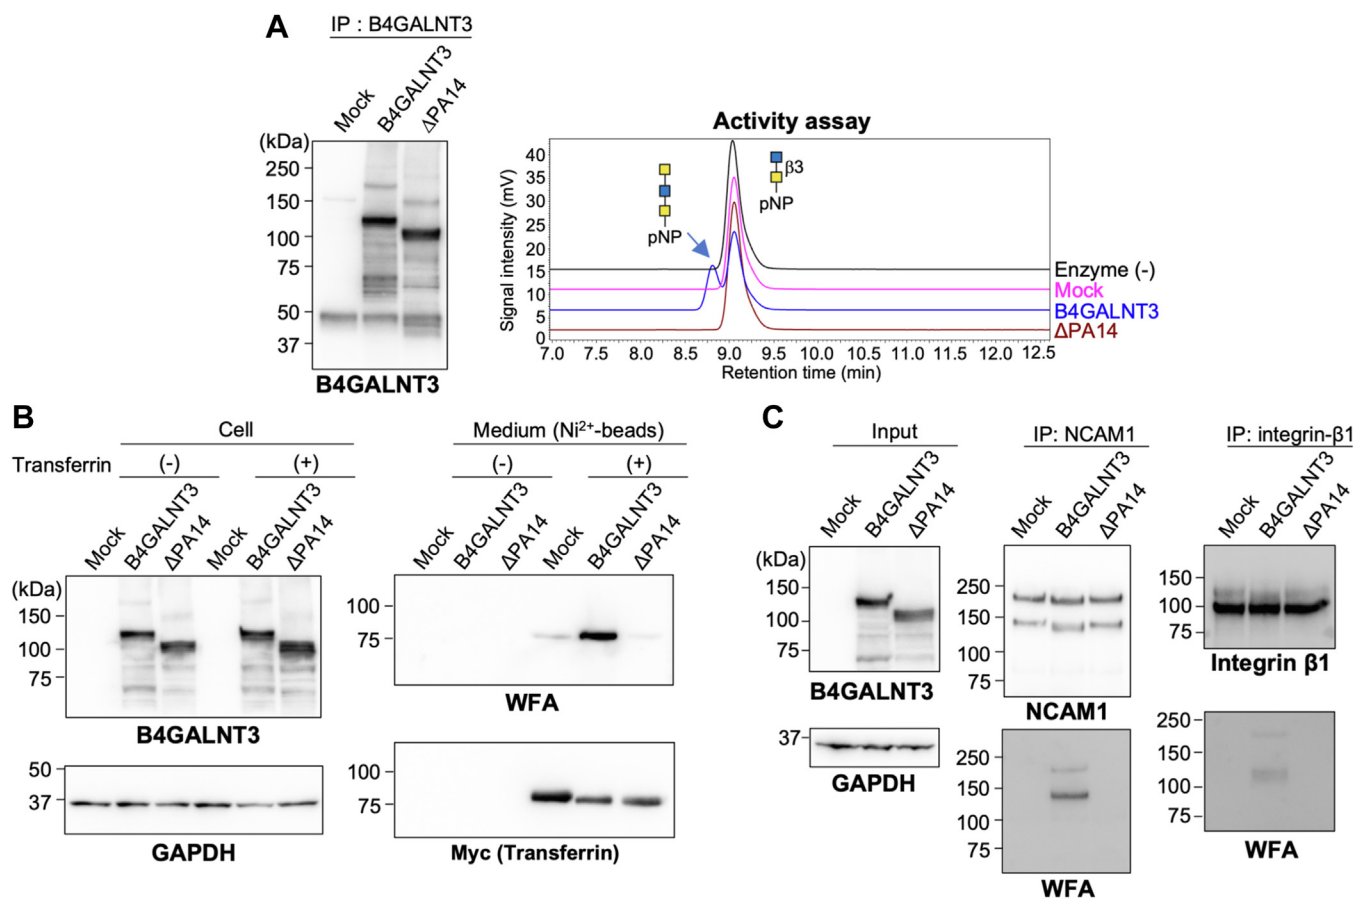 A
IP : B4GALNT3
Mock
B4GALNT3
ΔPA14
(kDa)
250
150
100
75
50
37
B4GALNT3
Activity assay
Signal intensity (mV)
40
35
30
25
20
15
10
5
0
7.0 7.5 8.0 8.5 9.0 9.5 10.0 10.5 11.0 11.5 12.0 12.5
Retention time (min)
pNP
β3
pNP
Enzyme (-)
Mock
B4GALNT3
ΔPA14
B
Cell
Transferrin (-) (+)
Mock
B4GALNT3
ΔPA14
Mock
B4GALNT3
ΔPA14
(kDa)
150
100
75
B4GALNT3
50
37
GAPDH
Medium (Ni²⁺-beads)
(-) (+)
Mock
B4GALNT3
ΔPA14
Mock
B4GALNT3
ΔPA14
100
75
WFA
100
75
Myc (Transferrin)
C
Input
Mock
B4GALNT3
ΔPA14
(kDa)
150
100
75
B4GALNT3
37
GAPDH
IP: NCAM1
Mock
B4GALNT3
ΔPA14
250
150
100
75
NCAM1
250
150
100
75
WFA
IP: integrin-β1
Mock
B4GALNT3
ΔPA14
150
100
75
Integrin β1
250
150
100
75
WFA